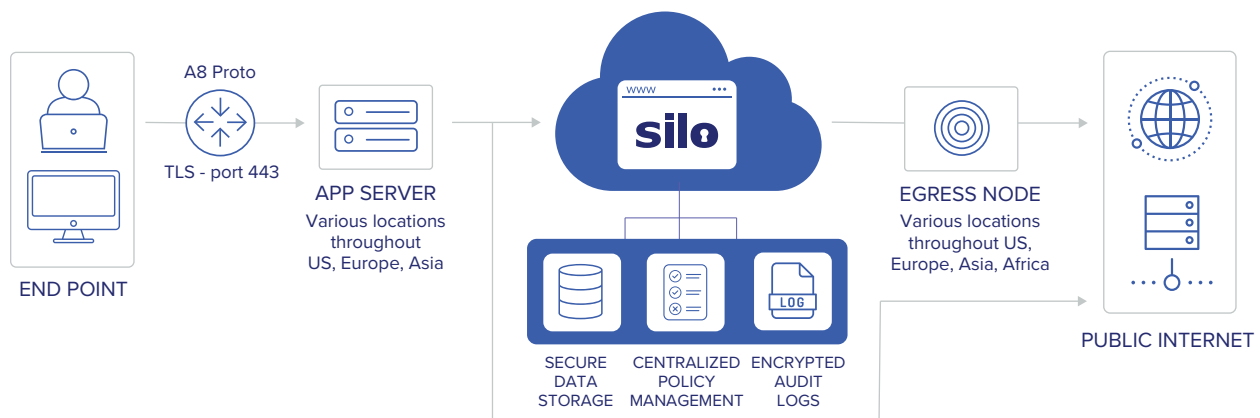 A8 Proto
TLS - port 443
END POINT
APP SERVER
Various locations
throughout
US, Europe, Asia
www
silo
LOG
SECURE
DATA
STORAGE
CENTRALIZED
POLICY
MANAGEMENT
ENCRYPTED
AUDIT
LOGS
EGRESS NODE
Various locations
throughout US,
Europe, Asia, Africa
PUBLIC INTERNET